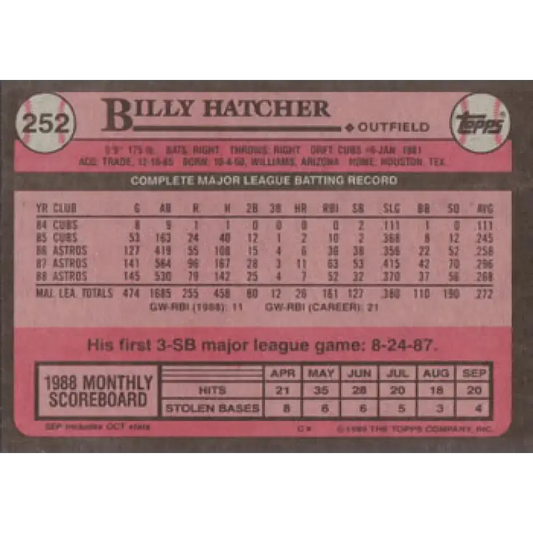 252
BILLY HATCHER
OUTFIELD
Topps
5'9" 175 lb. BATS: RIGHT THROWS: RIGHT DRFT: CUBS #6-JAN. 1981
ACQ: TRADE, 12-10-85 BORN: 10-4-60, WILLIAMS, ARIZONA HOME: HOUSTON, TEX.
COMPLETE MAJOR LEAGUE BATTING RECORD
YR CLUB G AB R H 2B 3B HR RBI SB SLG BB SO AVG
84 CUBS 8 9 1 1 0 0 0 0 2 .111 1 0 .111
85 CUBS 53 163 24 40 12 1 2 10 2 .368 8 12 .245
86 ASTROS 127 419 55 108 15 4 6 36 38 .356 22 52 .258
87 ASTROS 141 564 96 167 28 3 11 63 53 .415 42 70 .296
88 ASTROS 145 530 79 142 25 4 7 52 32 .370 37 56 .268
MAJ. LEA. TOTALS 474 1685 255 458 80 12 26 161 127 .380 110 190 .272
GW-RBI (1988): 11 GW-RBI (CAREER): 21
His first 3-SB major league game: 8-24-87.
1988 MONTHLY SCOREBOARD
APR MAY JUN JUL AUG SEP
HITS 21 35 28 20 18 20
STOLEN BASES 8 6 6 5 3 4
SEP includes OCT stats
C* © 1989 THE TOPPS COMPANY, INC.